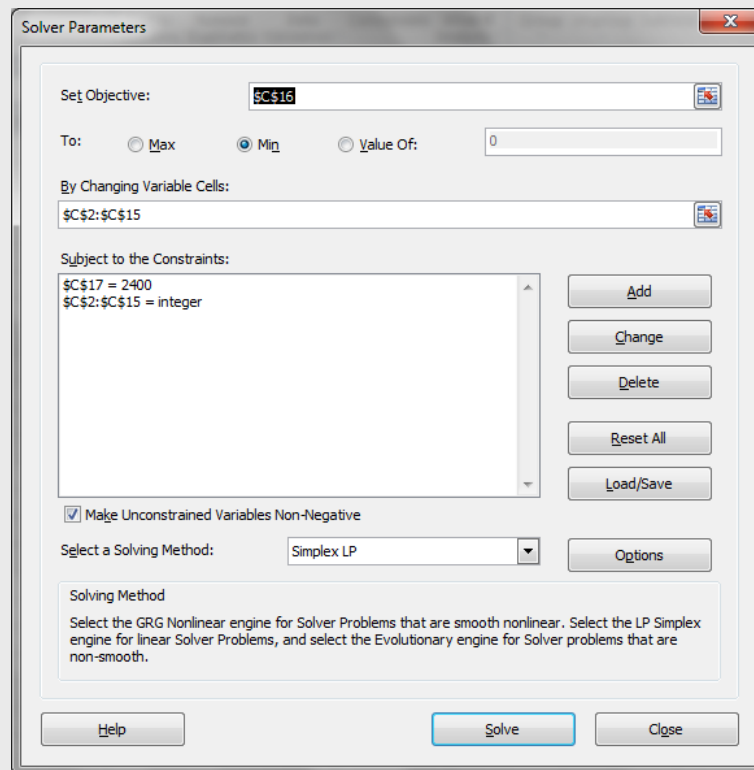 Solver Parameters
Set Objective: $C$16
To: Max Min Value Of: 0
By Changing Variable Cells:
$C$2:$C$15
Subject to the Constraints:
$C$17 = 2400
$C$2:$C$15 = integer
Add
Change
Delete
Reset All
Load/Save
Make Unconstrained Variables Non-Negative
Select a Solving Method: Simplex LP Options
Solving Method
Select the GRG Nonlinear engine for Solver Problems that are smooth nonlinear. Select the LP Simplex
engine for linear Solver Problems, and select the Evolutionary engine for Solver problems that are
non-smooth.
Help Solve Close